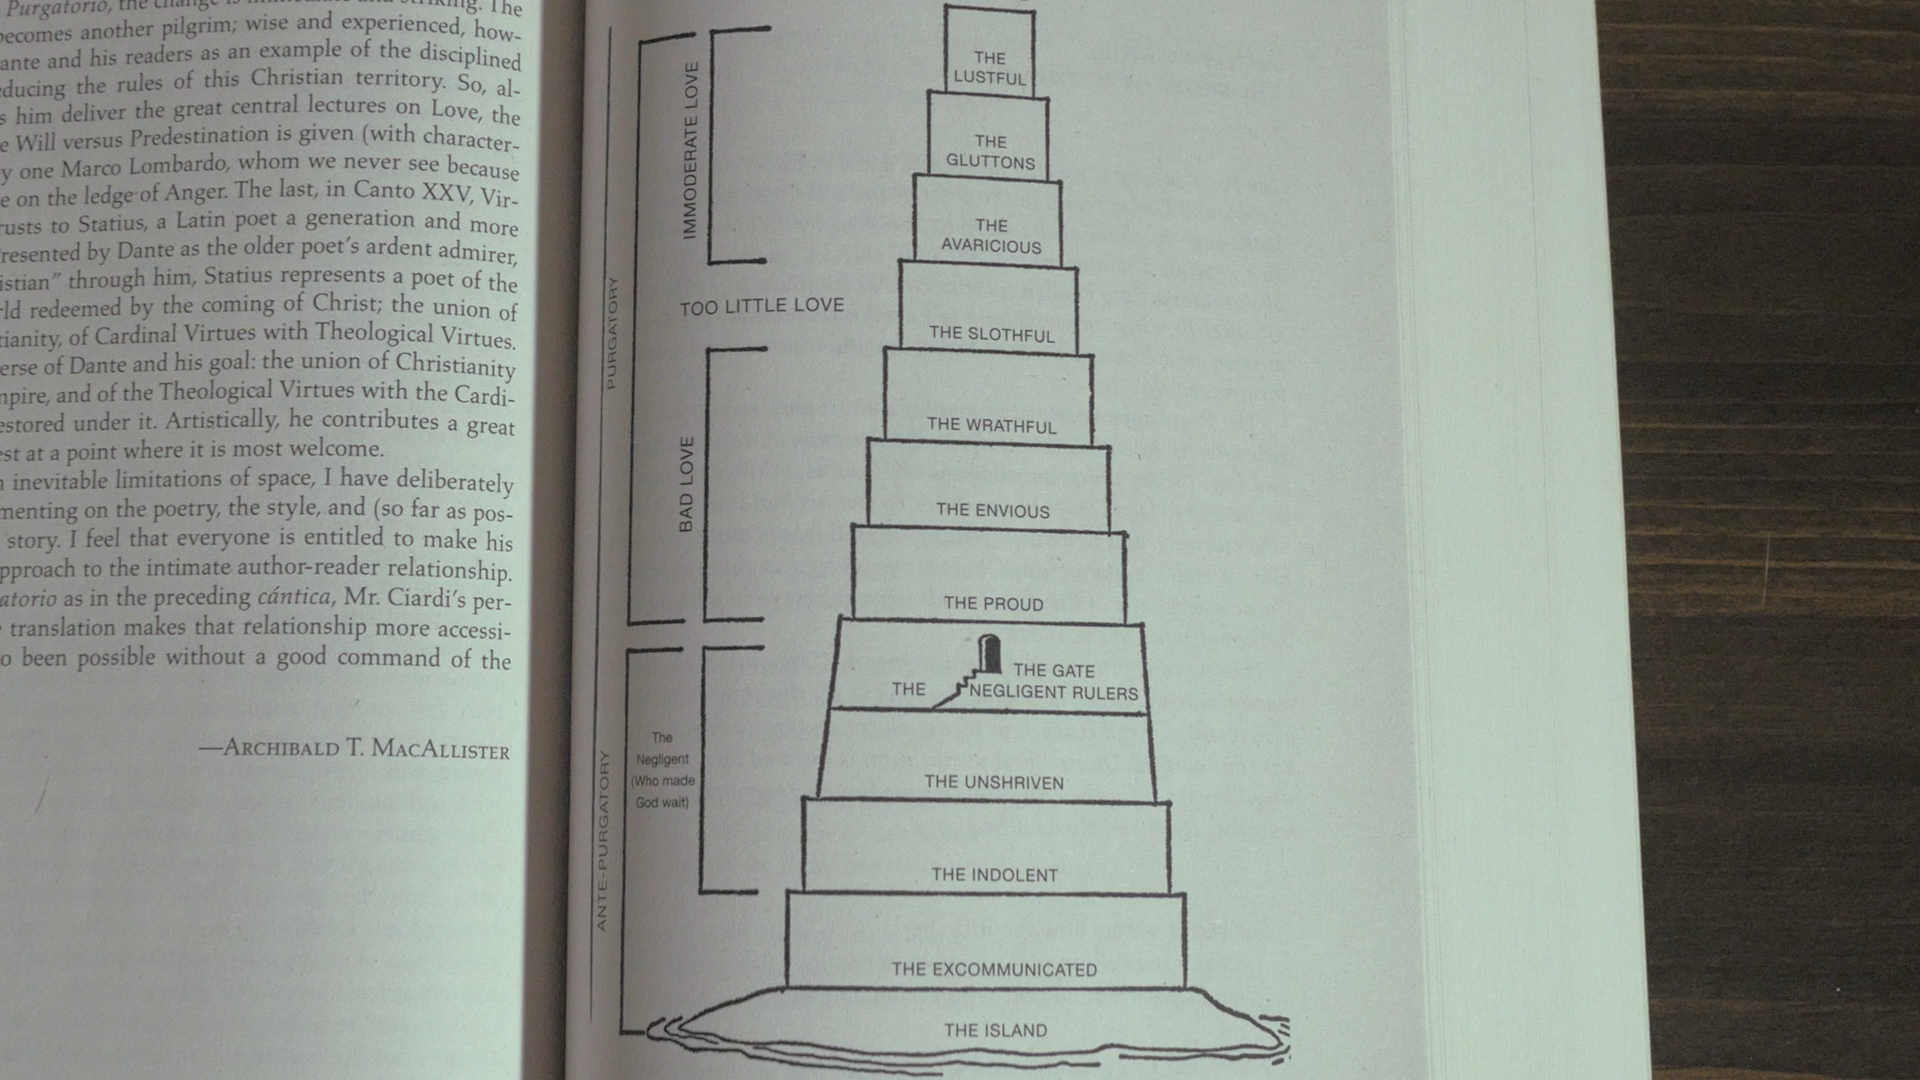 Purgatorio, the change is immediate and striking. The
becomes another pilgrim; wise and experienced, how-
ante and his readers as an example of the disciplined
ducing the rules of this Christian territory. So, al-
s him deliver the great central lectures on Love, the
e Will versus Predestination is given (with character-
y one Marco Lombardo, whom we never see because
e on the ledge of Anger. The last, in Canto XXV, Vir-
rusts to Statius, a Latin poet a generation and more
resented by Dante as the older poet's ardent admirer,
istian" through him, Statius represents a poet of the
rld redeemed by the coming of Christ; the union of
tianity, of Cardinal Virtues with Theological Virtues.
erse of Dante and his goal: the union of Christianity
mpire, and of the Theological Virtues with the Cardi-
estored under it. Artistically, he contributes a great
est at a point where it is most welcome.
n inevitable limitations of space, I have deliberately
menting on the poetry, the style, and (so far as pos-
story. I feel that everyone is entitled to make his
pproach to the intimate author-reader relationship.
atorio as in the preceding cántica, Mr. Ciardi's per-
translation makes that relationship more accessi-
o been possible without a good command of the
—ARCHIBALD T. MACALLISTER
PURGATORY
IMMODERATE LOVE
THE
LUSTFUL
THE
GLUTTONS
THE
AVARICIOUS
TOO LITTLE LOVE
THE SLOTHFUL
BAD LOVE
THE WRATHFUL
THE ENVIOUS
THE PROUD
ANTE-PURGATORY
The
Negligent
(Who made
God wait)
THE GATE
THE NEGLIGENT RULERS
THE UNSHRIVEN
THE INDOLENT
THE EXCOMMUNICATED
THE ISLAND